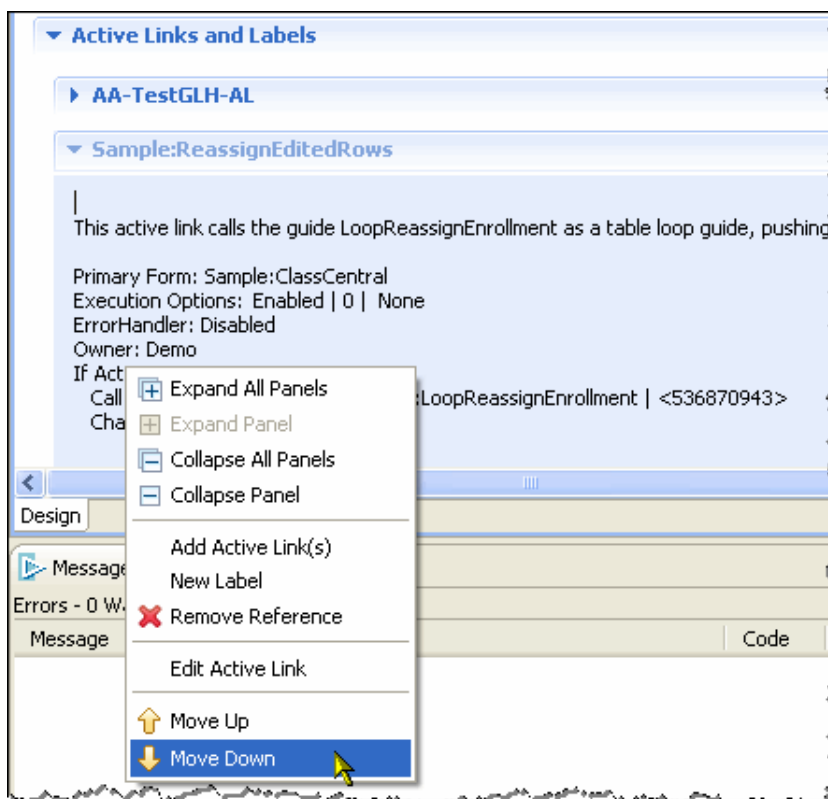 Active Links and Labels
AA-TestGLH-AL
Sample:ReassignEditedRows
This active link calls the guide LoopReassignEnrollment as a table loop guide, pushing
Primary Form: Sample:ClassCentral
Execution Options: Enabled | 0 | None
ErrorHandler: Disabled
Owner: Demo
If Act
Call :LoopReassignEnrollment | <536870943>
Cha
Expand All Panels
Expand Panel
Collapse All Panels
Collapse Panel
Add Active Link(s)
New Label
Remove Reference
Edit Active Link
Move Up
Move Down
Design
Message
Errors - 0 Wa
Message Code